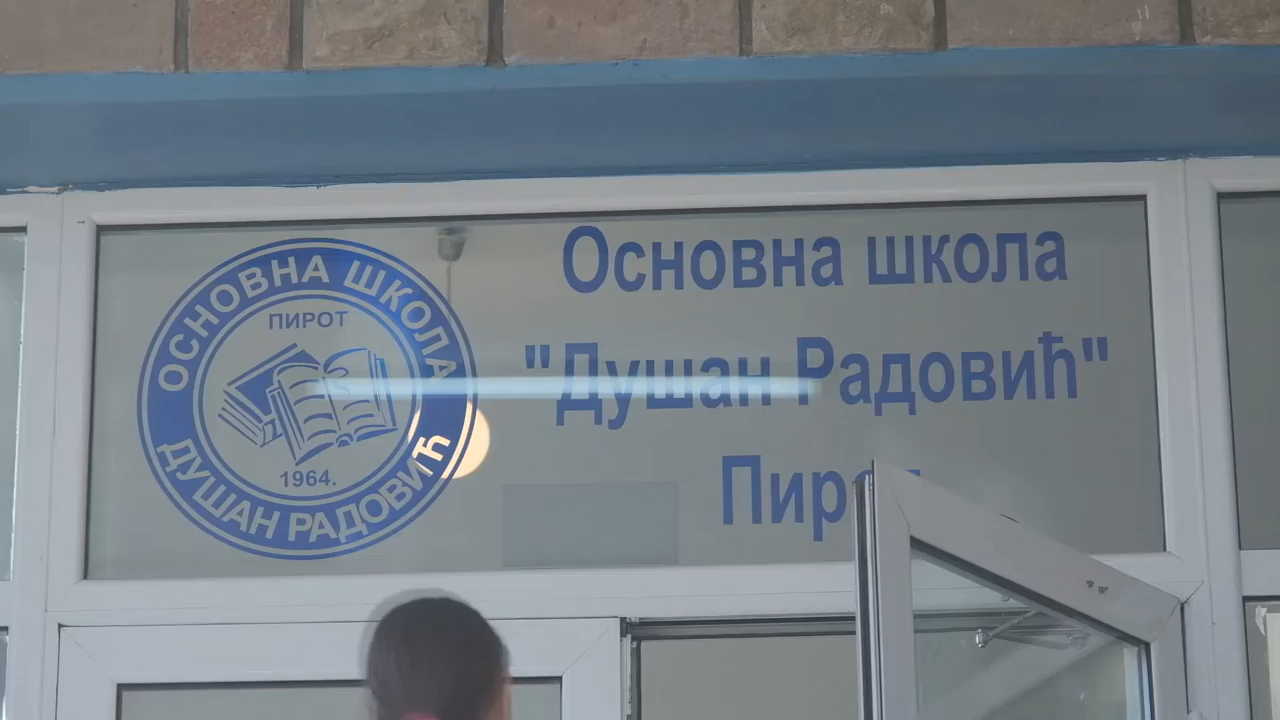 ОСНОВНА ШКОЛА
ПИРОТ
1964.
ДУШАН РАДОВИЋ
Основна школа
"Душан Радовић"